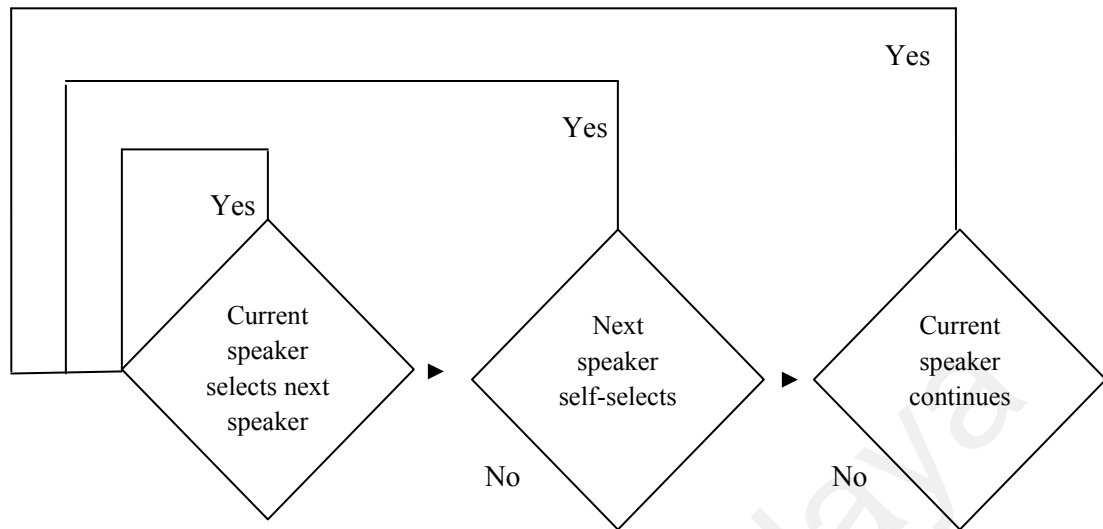 Yes
Yes
Yes
Current
speaker
selects next
speaker
Next
speaker
self-selects
Current
speaker
continues
No
No